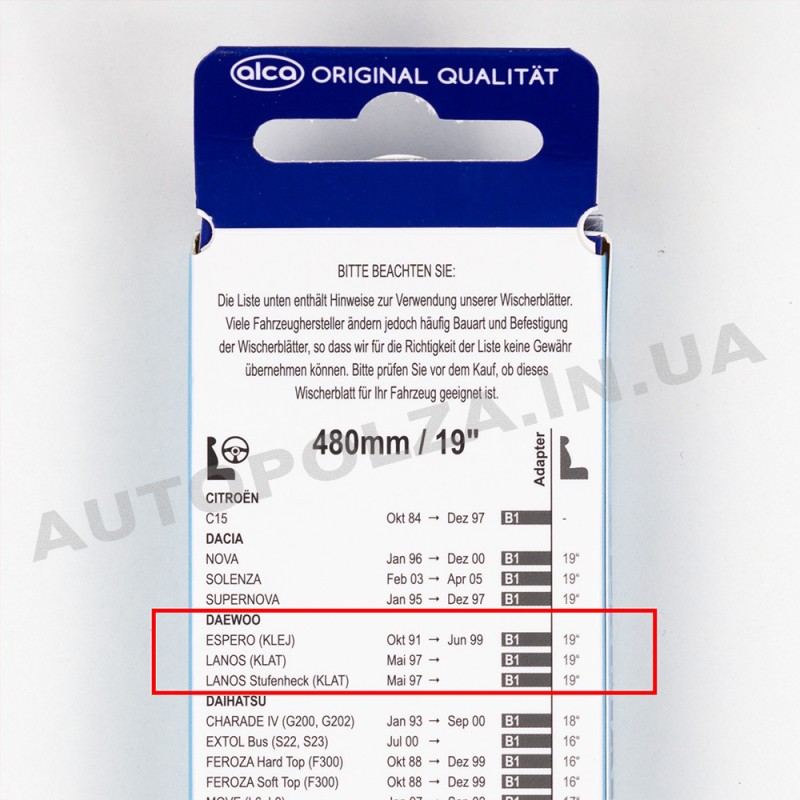 alca ORIGINAL QUALITÄT
BITTE BEACHTEN SIE:
Die Liste unten enthält Hinweise zur Verwendung unserer Wischerblätter.
Viele Fahrzeughersteller ändern jedoch häufig Bauart und Befestigung
der Wischerblätter, so dass wir für die Richtigkeit der Liste keine Gewähr
übernehmen können. Bitte prüfen Sie vor dem Kauf, ob dieses
Wischerblatt für Ihr Fahrzeug geeignet ist.
AUTOPOLZA.IN.UA
480mm / 19"
Adapter
CITROËN
C15 Okt 84 → Dez 97 B1 -
DACIA
NOVA Jan 96 → Dez 00 B1 19“
SOLENZA Feb 03 → Apr 05 B1 19“
SUPERNOVA Jan 95 → Dez 97 B1 19“
DAEWOO
ESPERO (KLEJ) Okt 91 → Jun 99 B1 19“
LANOS (KLAT) Mai 97 → B1 19“
LANOS Stufenheck (KLAT) Mai 97 → B1 19“
DAIHATSU
CHARADE IV (G200, G202) Jan 93 → Sep 00 B1 18“
EXTOL Bus (S22, S23) Jul 00 → B1 16“
FEROZA Hard Top (F300) Okt 88 → Dez 99 B1 16“
FEROZA Soft Top (F300) Okt 88 → Dez 99 B1 16“